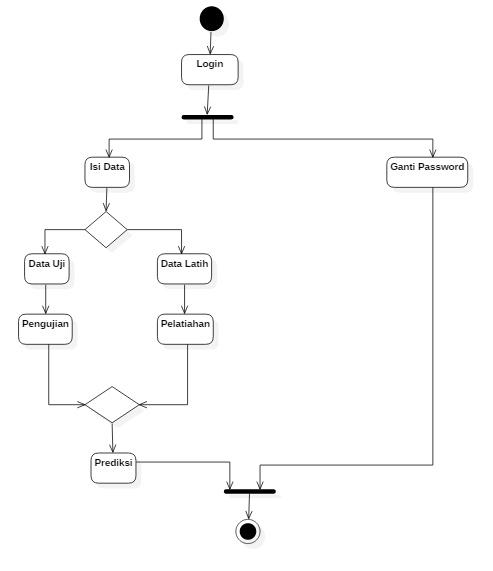 Login
Isi Data
Ganti Password
Data Uji
Data Latih
Pengujian
Pelatiahan
Prediksi